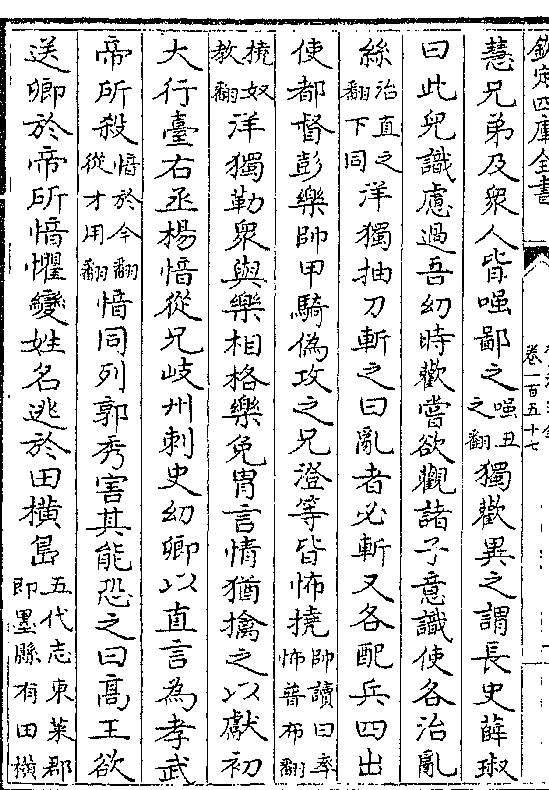 欽定四庫全書
卷一百五十七
慧兄弟及衆人皆嗤鄙之嗤丑之翻獨歡異之謂長史薛琡
曰此兒識慮過吾幼時歡嘗欲觀諸子意識使各治亂
絲治直之翻下同洋獨抽刀斬之曰亂者必斬又各配兵四出
使都督彭樂帥甲騎偽攻之兄澄等皆怖撓帥讀曰率怖普布翻
撓奴教翻洋獨勒衆與樂相格樂免胄言情猶擒之以獻初
大行臺右丞楊愔從兄岐州刺史幼卿以直言為孝武
帝所殺愔於今翻從才用翻愔同列郭秀害其能恐之曰高王欲
送卿於帝所愔懼變姓名逃於田橫島五代志東萊郡即墨縣有田橫